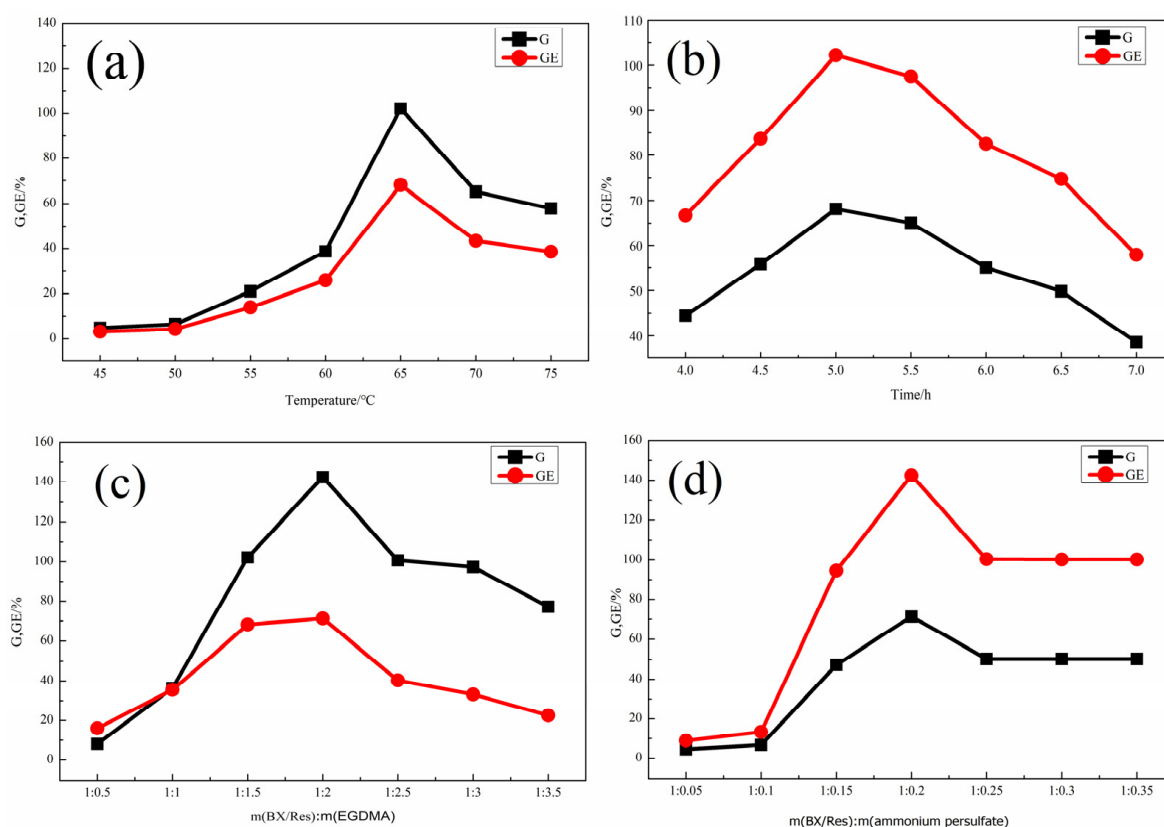 (a)
G
GE
140
120
100
80
60
40
20
0
G,GE/%
45 50 55 60 65 70 75
Temperature/°C
(b)
G
GE
110
100
90
80
70
60
50
40
G,GE/%
4.0 4.5 5.0 5.5 6.0 6.5 7.0
Time/h
(c)
G
GE
160
140
120
100
80
60
40
20
0
G,GE/%
1:0.5 1:1 1:1.5 1:2 1:2.5 1:3 1:3.5
m(BX/Res):m(EGDMA)
(d)
G
GE
160
140
120
100
80
60
40
20
0
G,GE/%
1:0.05 1:0.1 1:0.15 1:0.2 1:0.25 1:0.3 1:0.35
m(BX/Res):m(ammonium persulfate)